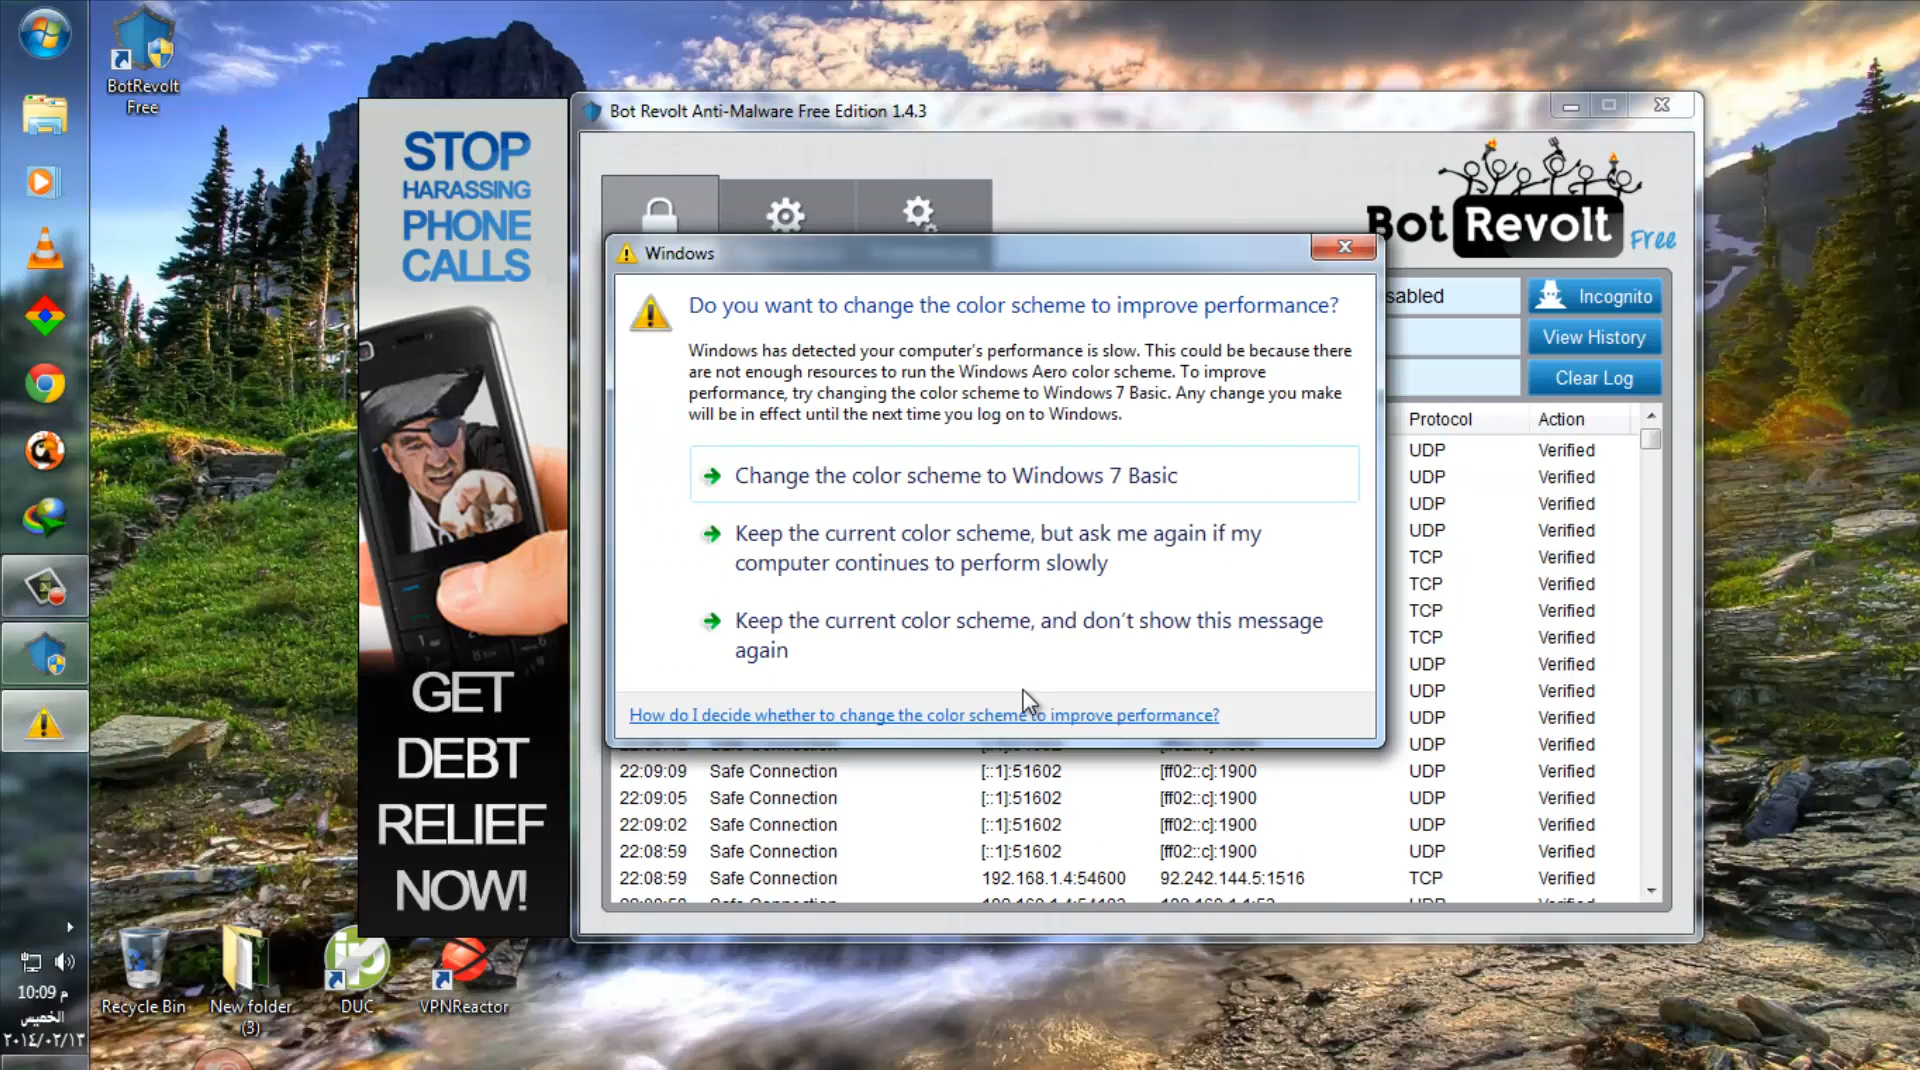 BotRevolt
Free
STOP
HARASSING
PHONE
CALLS
GET
DEBT
RELIEF
NOW!
Bot Revolt Anti-Malware Free Edition 1.4.3
Bot Revolt Free
Windows
Do you want to change the color scheme to improve performance?
Windows has detected your computer's performance is slow. This could be because there
are not enough resources to run the Windows Aero color scheme. To improve
performance, try changing the color scheme to Windows 7 Basic. Any change you make
will be in effect until the next time you log on to Windows.
Change the color scheme to Windows 7 Basic
Keep the current color scheme, but ask me again if my
computer continues to perform slowly
Keep the current color scheme, and don't show this message
again
How do I decide whether to change the color scheme to improve performance?
sabled
Incognito
View History
Clear Log
Protocol Action
UDP Verified
UDP Verified
UDP Verified
UDP Verified
TCP Verified
TCP Verified
TCP Verified
TCP Verified
UDP Verified
UDP Verified
UDP Verified
UDP Verified
22:09:09 Safe Connection [::1]:51602 [ff02::c]:1900 UDP Verified
22:09:05 Safe Connection [::1]:51602 [ff02::c]:1900 UDP Verified
22:09:02 Safe Connection [::1]:51602 [ff02::c]:1900 UDP Verified
22:08:59 Safe Connection [::1]:51602 [ff02::c]:1900 UDP Verified
22:08:59 Safe Connection 192.168.1.4:54600 92.242.144.5:1516 TCP Verified
Recycle Bin
New folder
(3)
DUC
VPNReactor
10:09 م
الخميس
٢٠١٤/٠٢/١٣